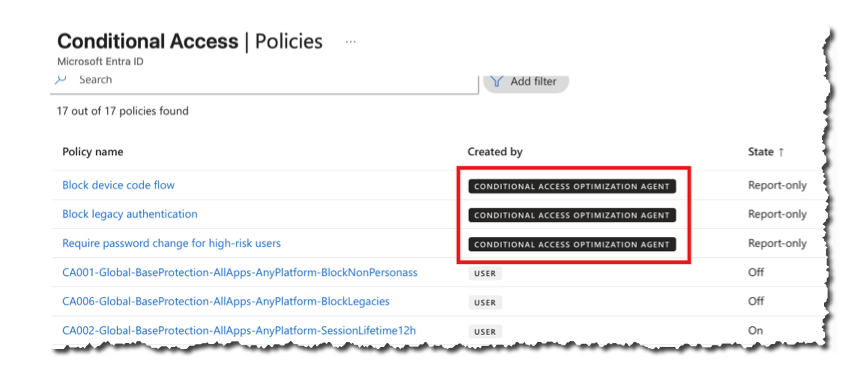 Conditional Access | Policies ...
Microsoft Entra ID
Search
Add filter
17 out of 17 policies found
Policy name Created by State ↑
Block device code flow CONDITIONAL ACCESS OPTIMIZATION AGENT Report-only
Block legacy authentication CONDITIONAL ACCESS OPTIMIZATION AGENT Report-only
Require password change for high-risk users CONDITIONAL ACCESS OPTIMIZATION AGENT Report-only
CA001-Global-BaseProtection-AllApps-AnyPlatform-BlockNonPersonass USER Off
CA006-Global-BaseProtection-AllApps-AnyPlatform-BlockLegacies USER Off
CA002-Global-BaseProtection-AllApps-AnyPlatform-SessionLifetime12h USER On